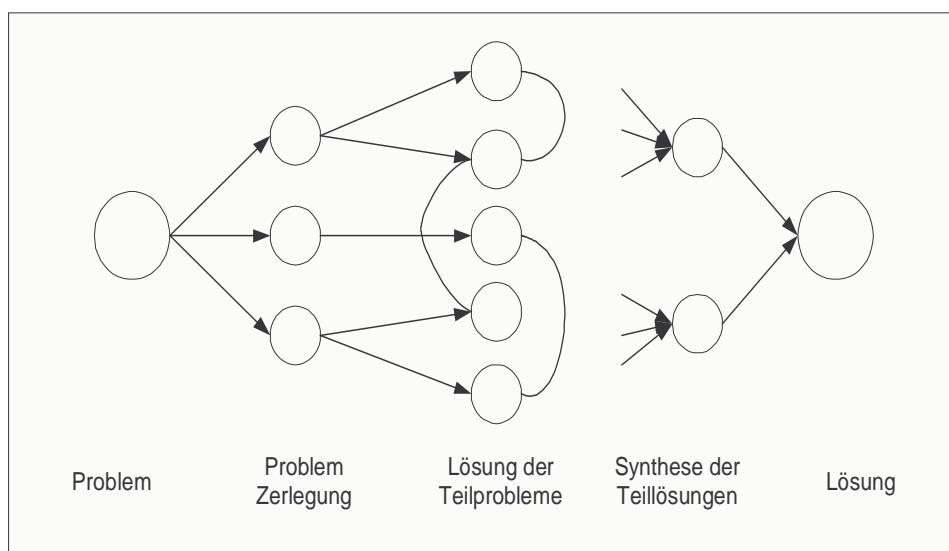 Problem
Problem
Zerlegung
Lösung der
Teilprobleme
Synthese der
Teillösungen
Lösung